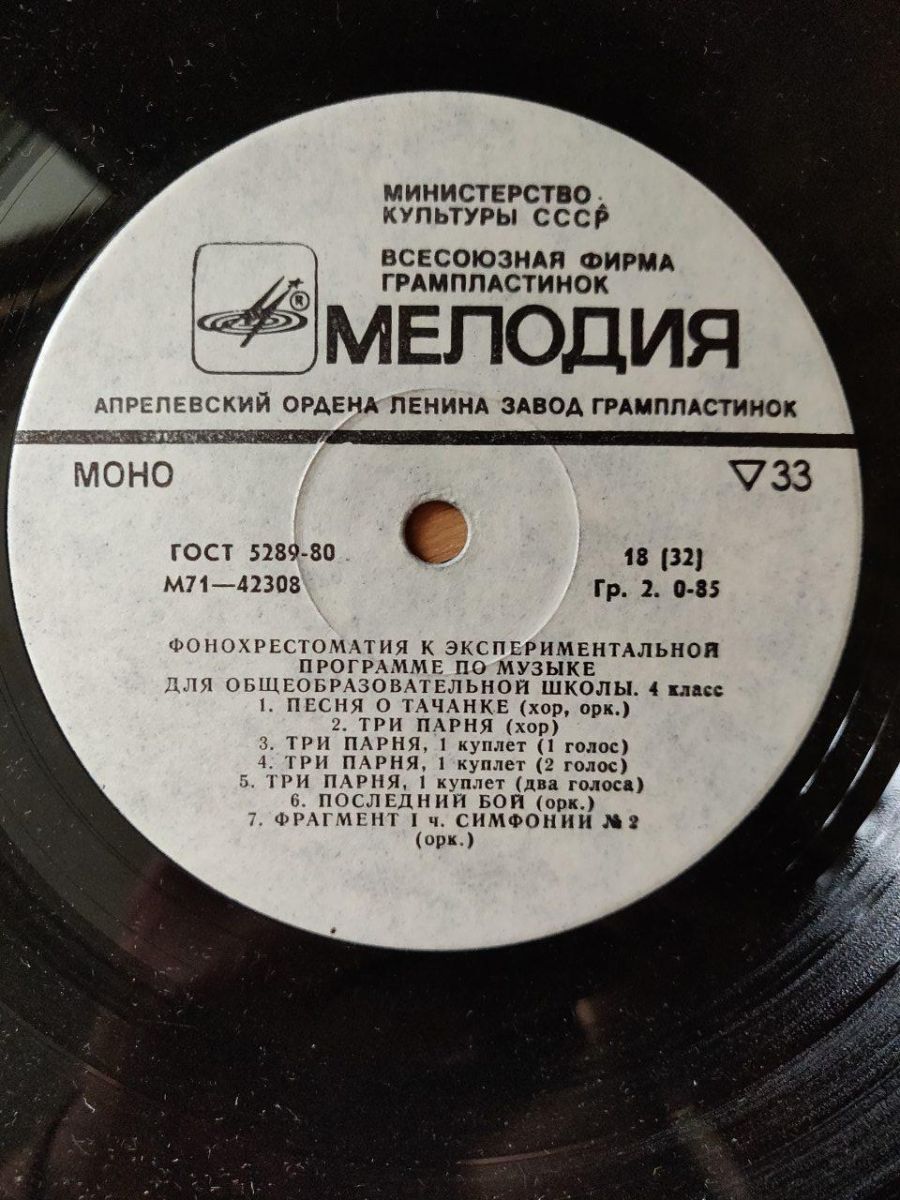 МИНИСТЕРСТВО
КУЛЬТУРЫ СССР
ВСЕСОЮЗНАЯ ФИРМА
ГРАМПЛАСТИНОК
®
МЕЛОДИЯ
АПРЕЛЕВСКИЙ ОРДЕНА ЛЕНИНА ЗАВОД ГРАМПЛАСТИНОК
МОНО
▽33
ГОСТ 5289-80
18 (32)
М71—42308
Гр. 2. 0-85
ФОНОХРЕСТОМАТИЯ К ЭКСПЕРИМЕНТАЛЬНОЙ
ПРОГРАММЕ ПО МУЗЫКЕ
ДЛЯ ОБЩЕОБРАЗОВАТЕЛЬНОЙ ШКОЛЫ. 4 класс
1. ПЕСНЯ О ТАЧАНКЕ (хор, орк.)
2. ТРИ ПАРНЯ (хор)
3. ТРИ ПАРНЯ, 1 куплет (1 голос)
4. ТРИ ПАРНЯ, 1 куплет (2 голос)
5. ТРИ ПАРНЯ, 1 куплет (два голоса)
6. ПОСЛЕДНИЙ БОЙ (орк.)
7. ФРАГМЕНТ I ч. СИМФОНИИ № 2
(орк.)